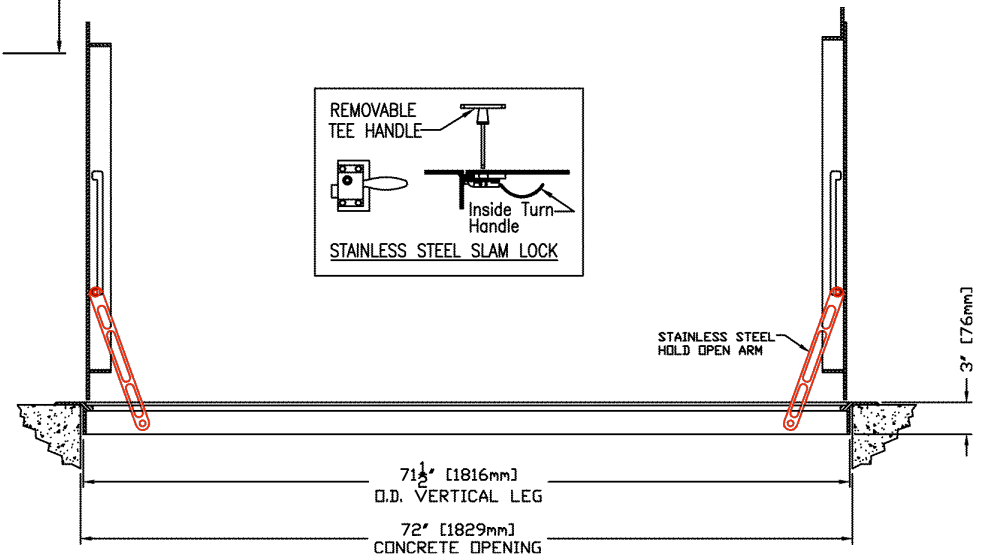 REMOVABLE
TEE HANDLE
Inside Turn
Handle
STAINLESS STEEL SLAM LOCK
STAINLESS STEEL
HOLD OPEN ARM
3" [76mm]
71½" [1816mm]
O.D. VERTICAL LEG
72" [1829mm]
CONCRETE OPENING